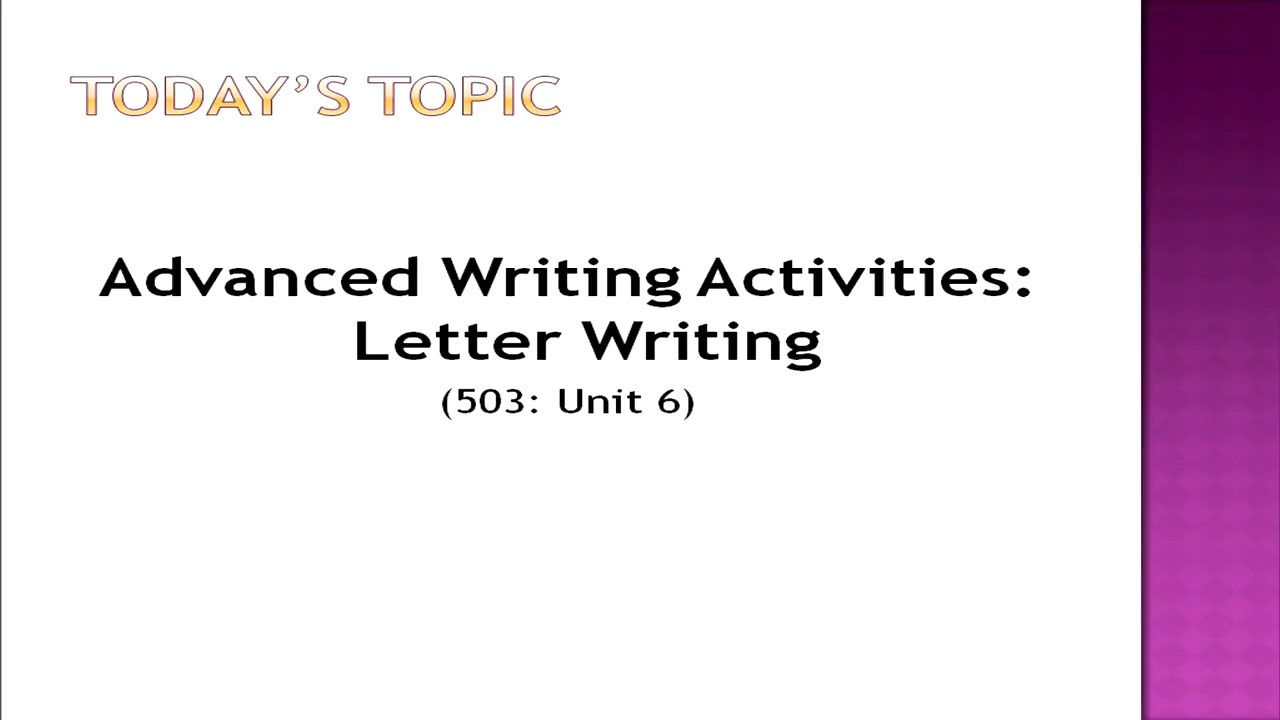 TODAY’S TOPIC
Advanced Writing Activities:
Letter Writing
(503: Unit 6)